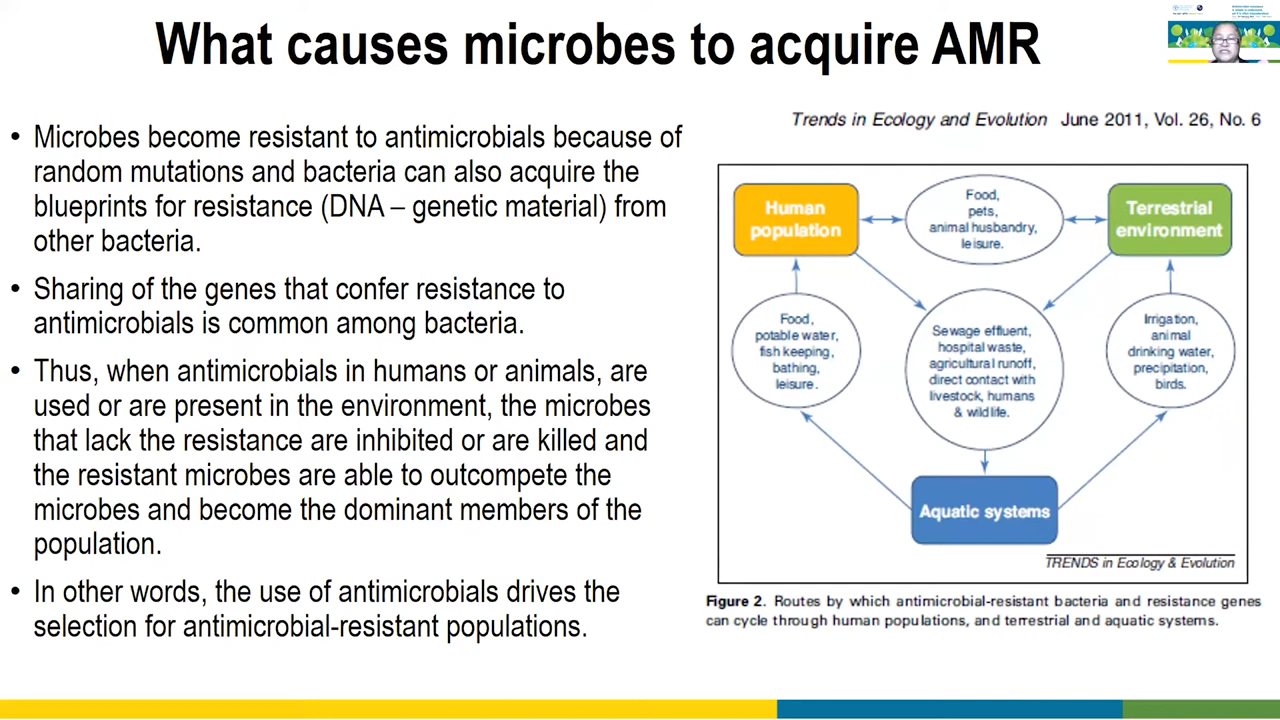 What causes microbes to acquire AMR
• Microbes become resistant to antimicrobials because of
random mutations and bacteria can also acquire the
blueprints for resistance (DNA – genetic material) from
other bacteria.
• Sharing of the genes that confer resistance to
antimicrobials is common among bacteria.
• Thus, when antimicrobials in humans or animals, are
used or are present in the environment, the microbes
that lack the resistance are inhibited or are killed and
the resistant microbes are able to outcompete the
microbes and become the dominant members of the
population.
• In other words, the use of antimicrobials drives the
selection for antimicrobial-resistant populations.
Trends in Ecology and Evolution June 2011, Vol. 26, No. 6
Human
population
Food,
pets,
animal husbandry,
leisure.
Terrestrial
environment
Food,
potable water,
fish keeping,
bathing,
leisure.
Sewage effluent,
hospital waste,
agricultural runoff,
direct contact with
livestock, humans
& wildlife.
Irrigation,
animal
drinking water,
precipitation,
birds.
Aquatic systems
TRENDS in Ecology & Evolution
Figure 2. Routes by which antimicrobial-resistant bacteria and resistance genes
can cycle through human populations, and terrestrial and aquatic systems.